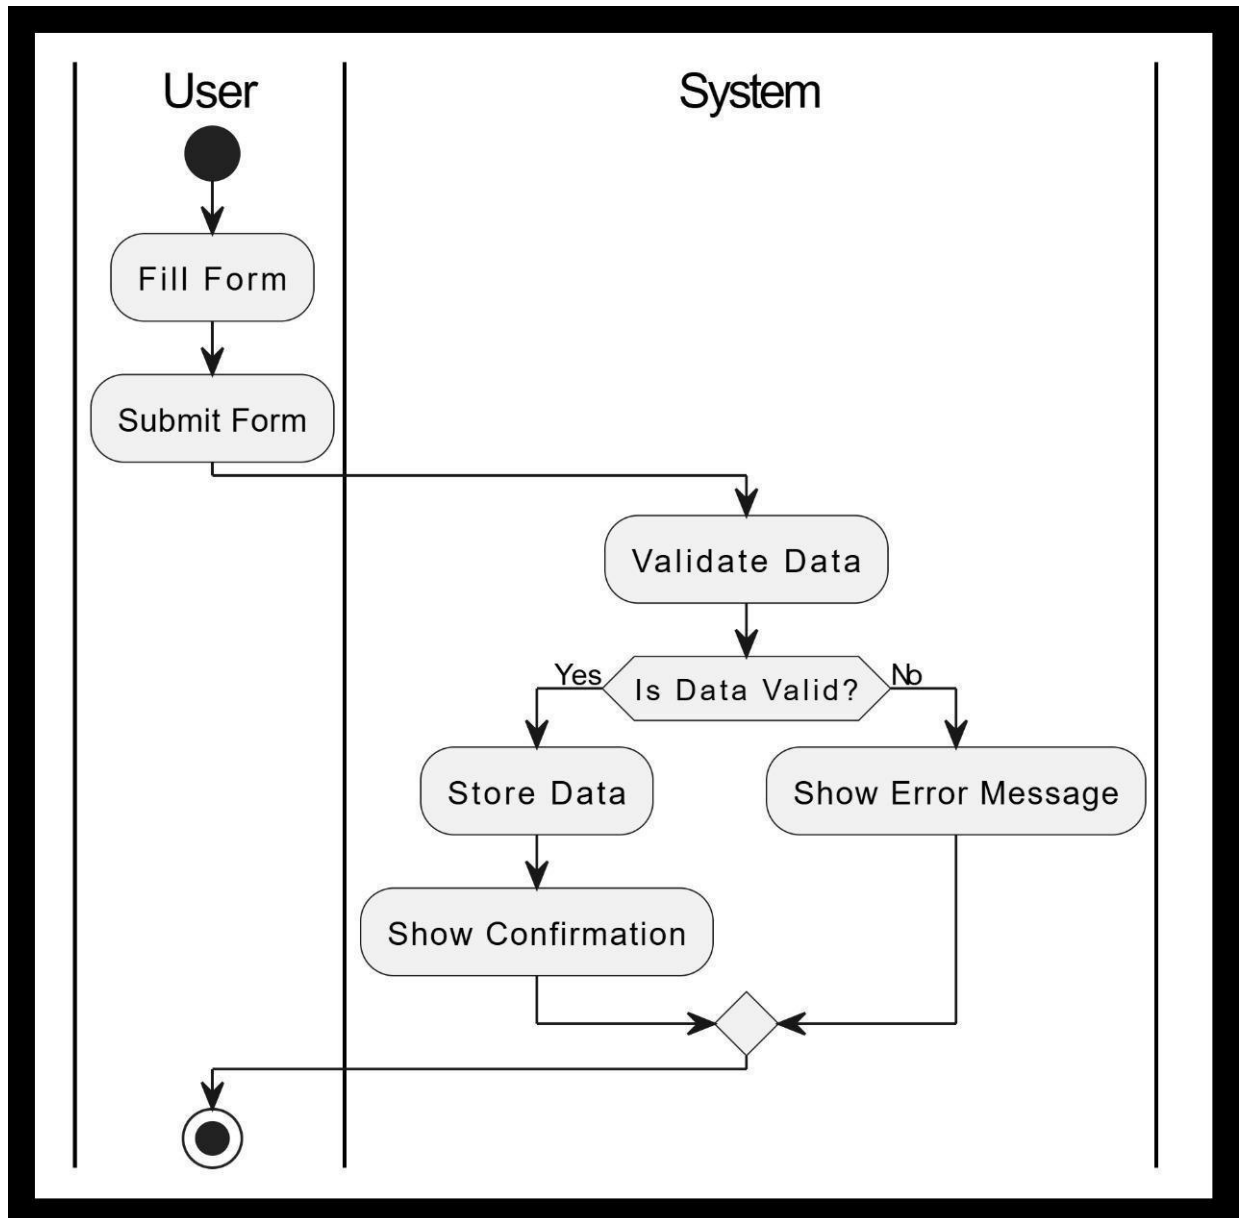 User
System
Fill Form
Submit Form
Validate Data
Yes
Is Data Valid?
No
Store Data
Show Error Message
Show Confirmation